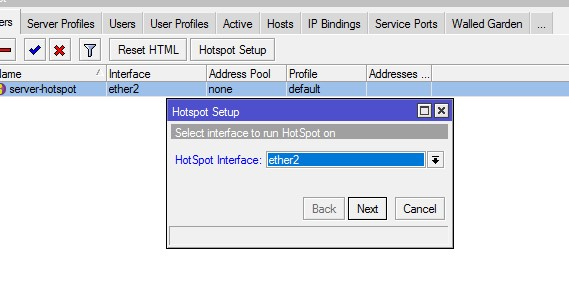 ers Server Profiles Users User Profiles Active Hosts IP Bindings Service Ports Walled Garden ...
Reset HTML Hotspot Setup
Name Interface Address Pool Profile Addresses ...
server-hotspot ether2 none default
Hotspot Setup
Select interface to run HotSpot on
HotSpot Interface: ether2
Back Next Cancel